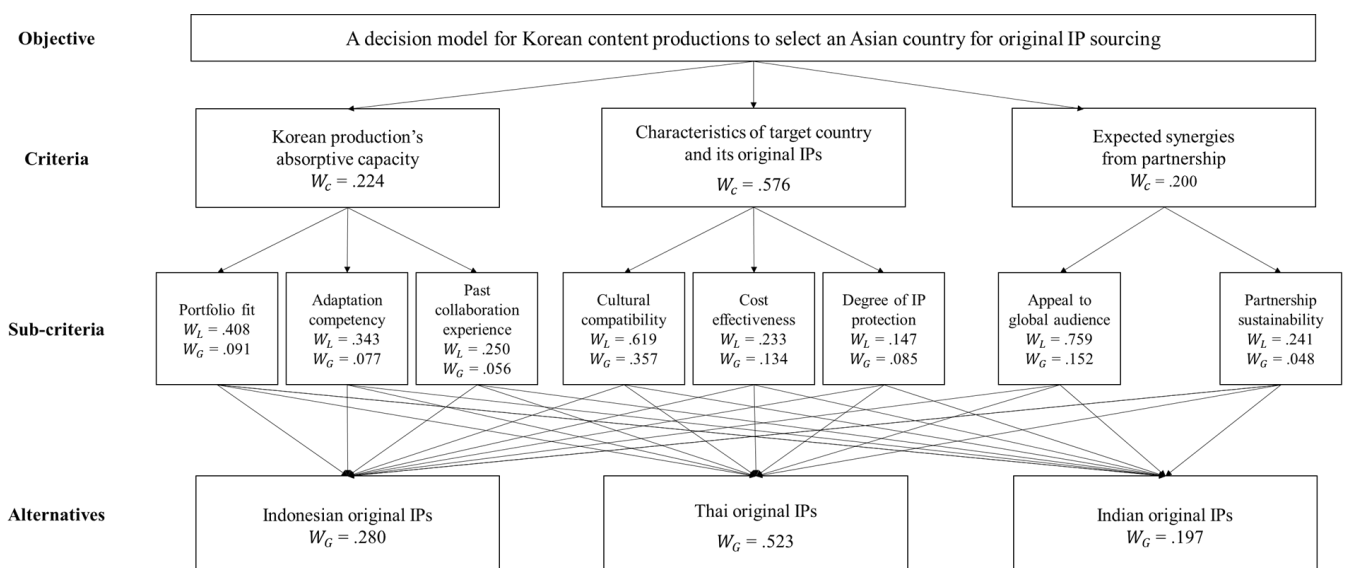 Objective
A decision model for Korean content productions to select an Asian country for original IP sourcing
Criteria
Korean production's
absorptive capacity
W_C = .224
Characteristics of target country
and its original IPs
W_C = .576
Expected synergies
from partnership
W_C = .200
Sub-criteria
Portfolio fit
W_L = .408
W_G = .091
Adaptation
competency
W_L = .343
W_G = .077
Past
collaboration
experience
W_L = .250
W_G = .056
Cultural
compatibility
W_L = .619
W_G = .357
Cost
effectiveness
W_L = .233
W_G = .134
Degree of IP
protection
W_L = .147
W_G = .085
Appeal to
global audience
W_L = .759
W_G = .152
Partnership
sustainability
W_L = .241
W_G = .048
Alternatives
Indonesian original IPs
W_G = .280
Thai original IPs
W_G = .523
Indian original IPs
W_G = .197